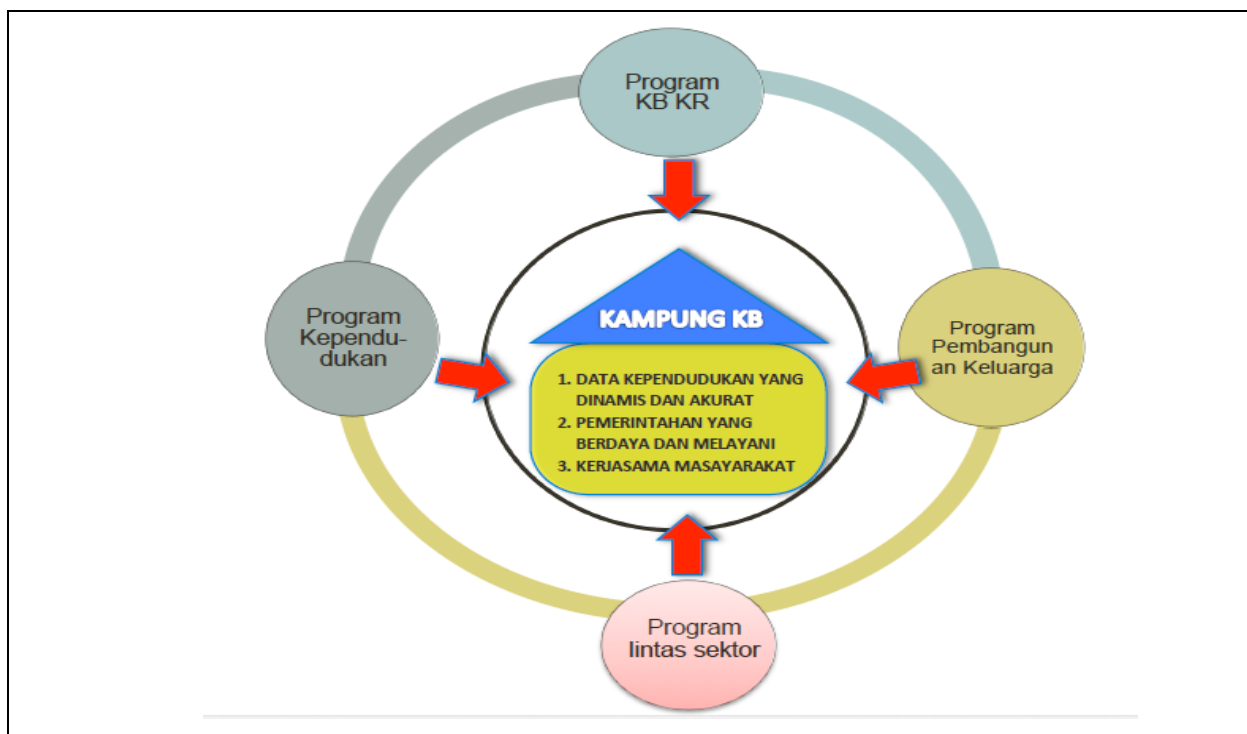 Program
KB KR
Program
Kependu-
dukan
KAMPUNG KB
1. DATA KEPENDUDUKAN YANG
DINAMIS DAN AKURAT
2. PEMERINTAHAN YANG
BERDAYA DAN MELAYANI
3. KERJASAMA MASAYARAKAT
Program
Pembangun
an Keluarga
Program
lintas sektor